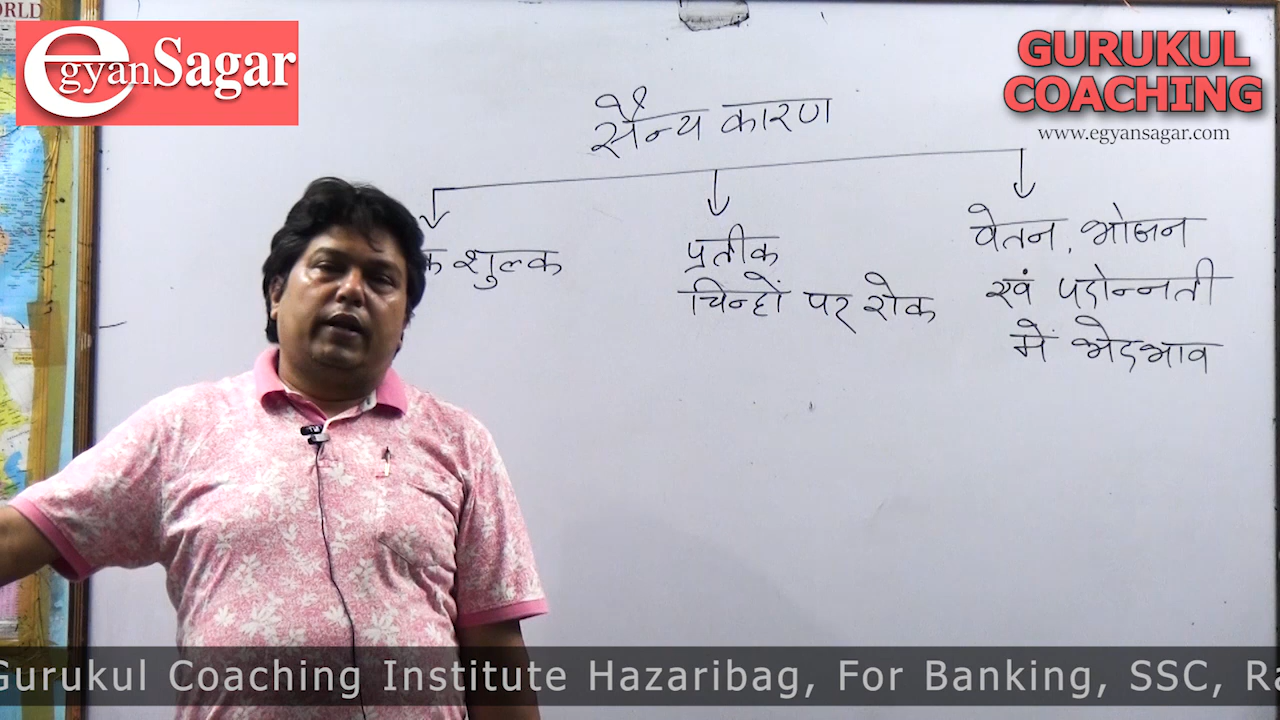 ORLD
egyanSagar
GURUKUL
COACHING
www.egyansagar.com
सैन्य कारण
क शुल्क
प्रतीक
चिन्हों पर रोक
वेतन, भोजन
एवं पदोन्नती
में भेदभाव
Gurukul Coaching Institute Hazaribag, For Banking, SSC, Ra